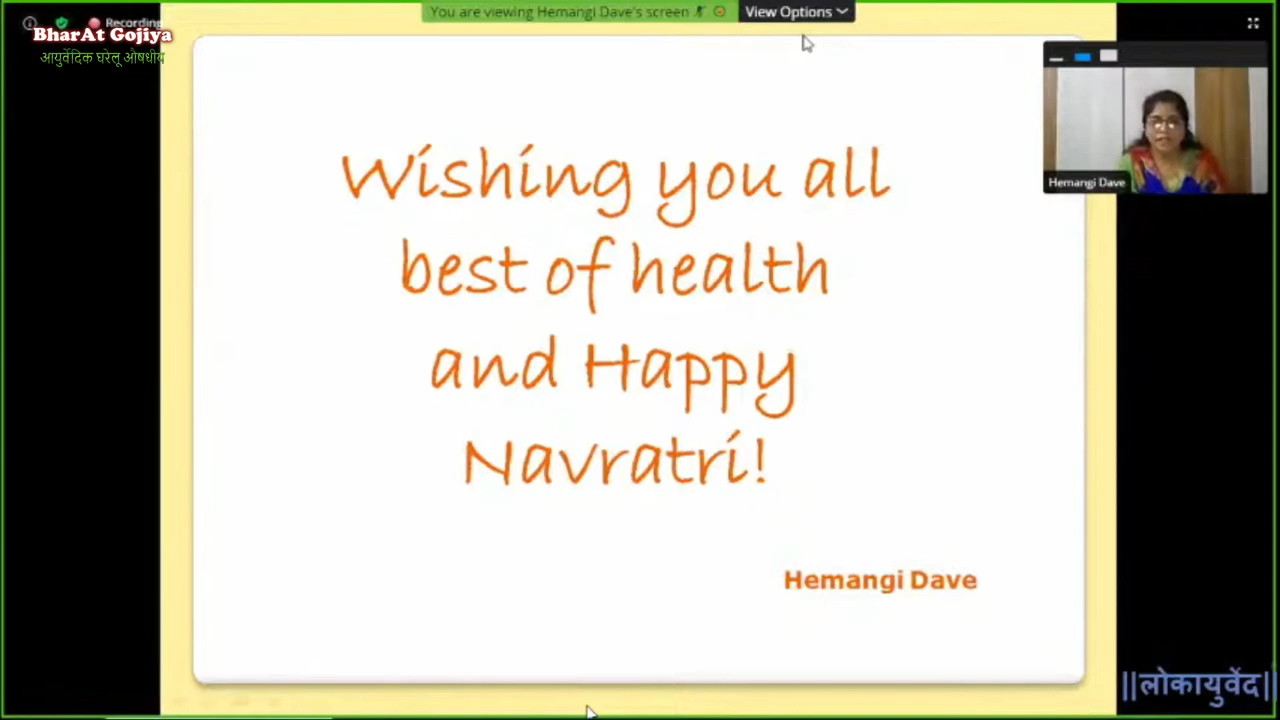 You are viewing Hemangi Dave's screen
View Options
Recording
BharAt Gojiya
आयुर्वेदिक घरेलू औषधीय
Hemangi Dave
Wishing you all
best of health
and Happy
Navratri!
Hemangi Dave
||लोकायुर्वेद||